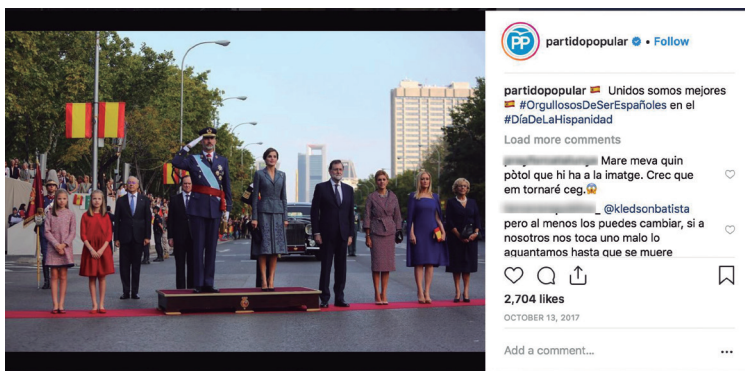 PP
partidopopular • Follow
partidopopular 🇪🇸 Unidos somos mejores
🇪🇸 #OrgullososDeSerEspañoles en el
#DíaDeLaHispanidad
Load more comments
Mare meva quin
pòtol que hi ha a la imatge. Crec que
em tornaré ceg.😱
@kledsonbatista
pero al menos los puedes cambiar, si a
nosotros nos toca uno malo lo
aguantamos hasta que se muere
2,704 likes
OCTOBER 13, 2017
Add a comment...